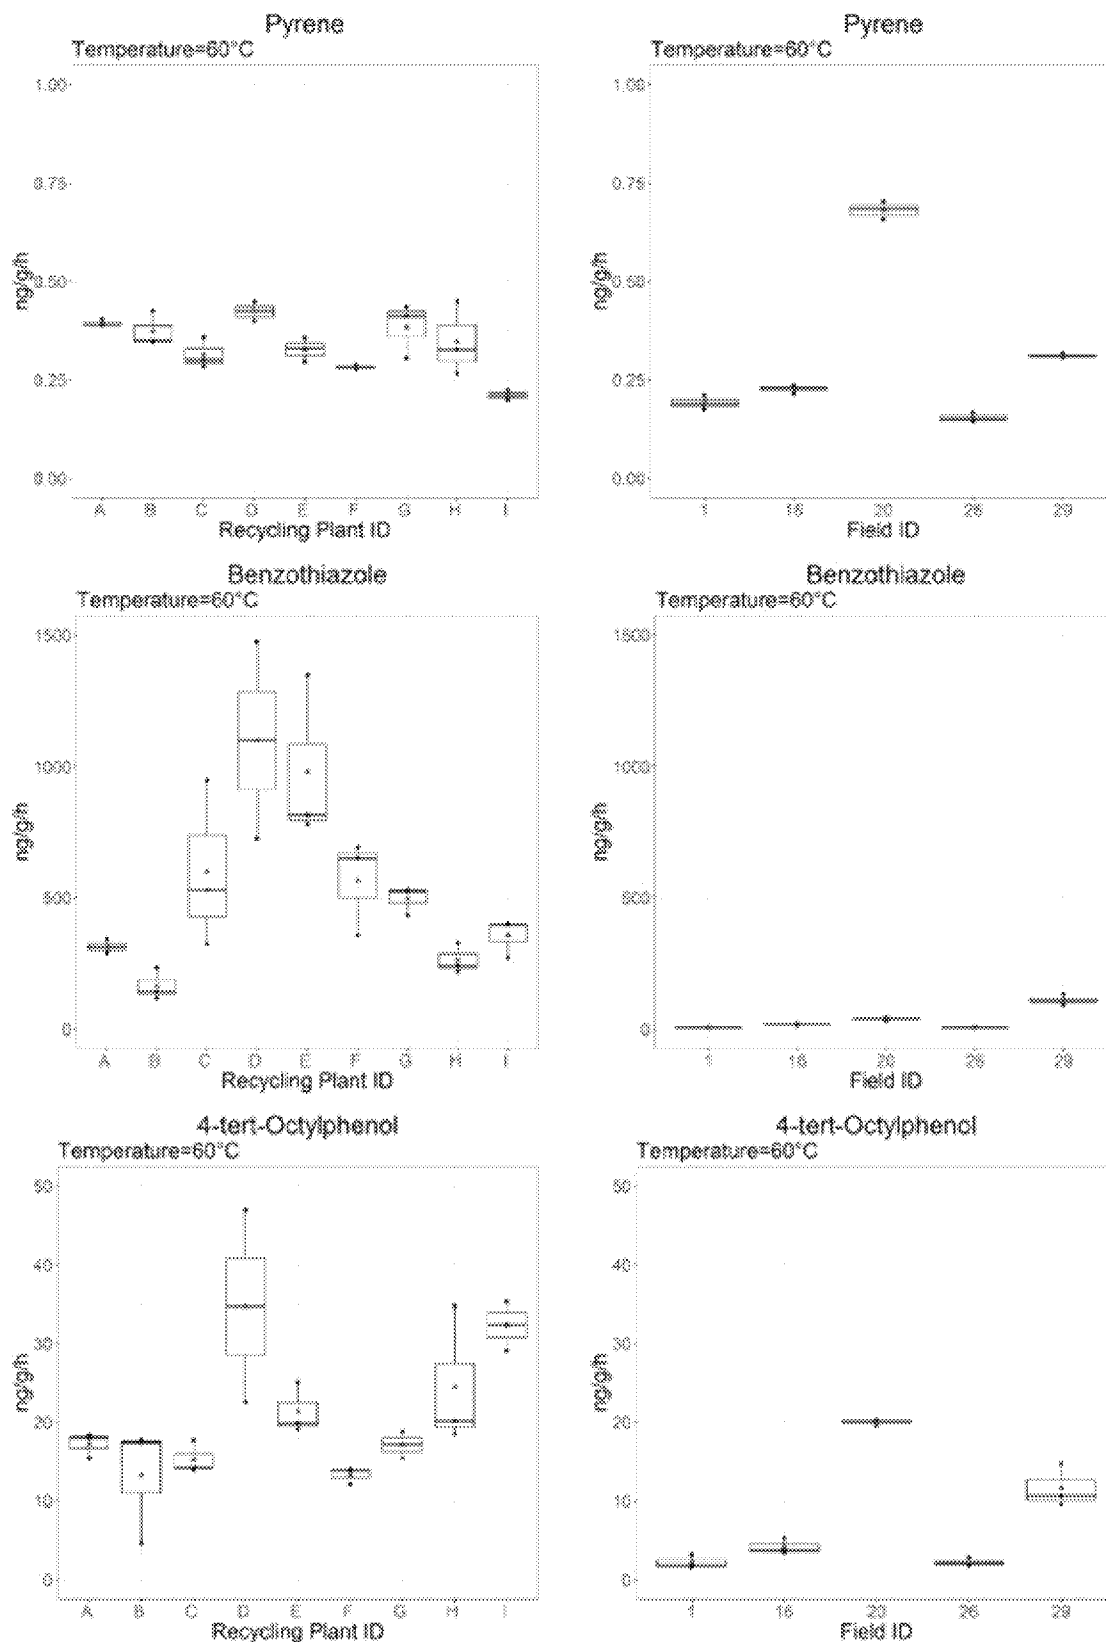 Pyrene
Temperature=60°C
1.00
0.75
0.50
0.25
0.00
ng/g/h
A B C D E F G H I
Recycling Plant ID
Pyrene
Temperature=60°C
1.00
0.75
0.50
0.25
0.00
ng/g/h
1 16 20 26 29
Field ID
Benzothiazole
Temperature=60°C
1500
1000
500
0
ng/g/h
A B C D E F G H I
Recycling Plant ID
Benzothiazole
Temperature=60°C
1500
1000
500
0
ng/g/h
1 16 20 26 29
Field ID
4-tert-Octylphenol
Temperature=60°C
50
40
30
20
10
0
ng/g/h
A B C D E F G H I
Recycling Plant ID
4-tert-Octylphenol
Temperature=60°C
50
40
30
20
10
0
ng/g/h
1 16 20 26 29
Field ID